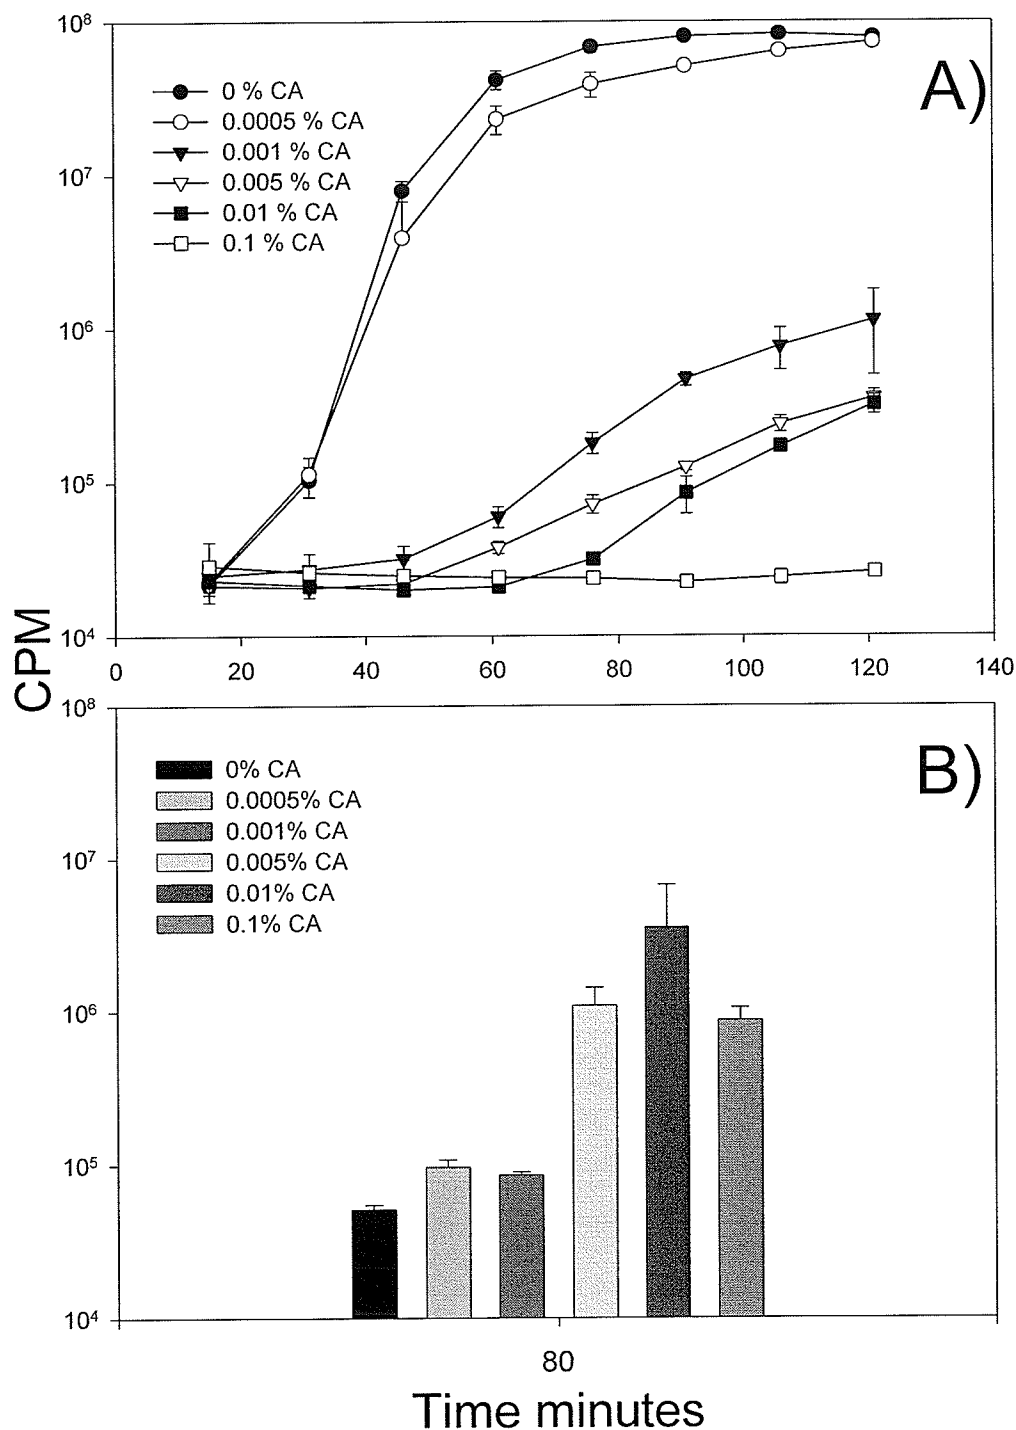 10⁸
A)
0 % CA
0.0005 % CA
0.001 % CA
0.005 % CA
0.01 % CA
0.1 % CA
10⁷
10⁶
10⁵
10⁴
0 20 40 60 80 100 120 140
CPM
10⁸
B)
0% CA
0.0005% CA
0.001% CA
0.005% CA
0.01% CA
0.1% CA
10⁷
10⁶
10⁵
10⁴
80
Time minutes